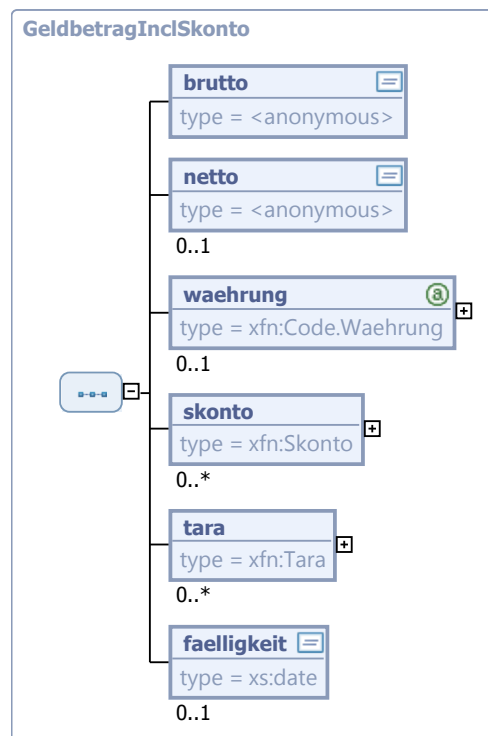 GeldbetragInclSkonto
brutto
type = <anonymous>
netto
type = <anonymous>
0..1
waehrung
a
type = xfn:Code.Waehrung
0..1
skonto
type = xfn:Skonto
0..*
tara
type = xfn:Tara
0..*
faelligkeit
type = xs:date
0..1